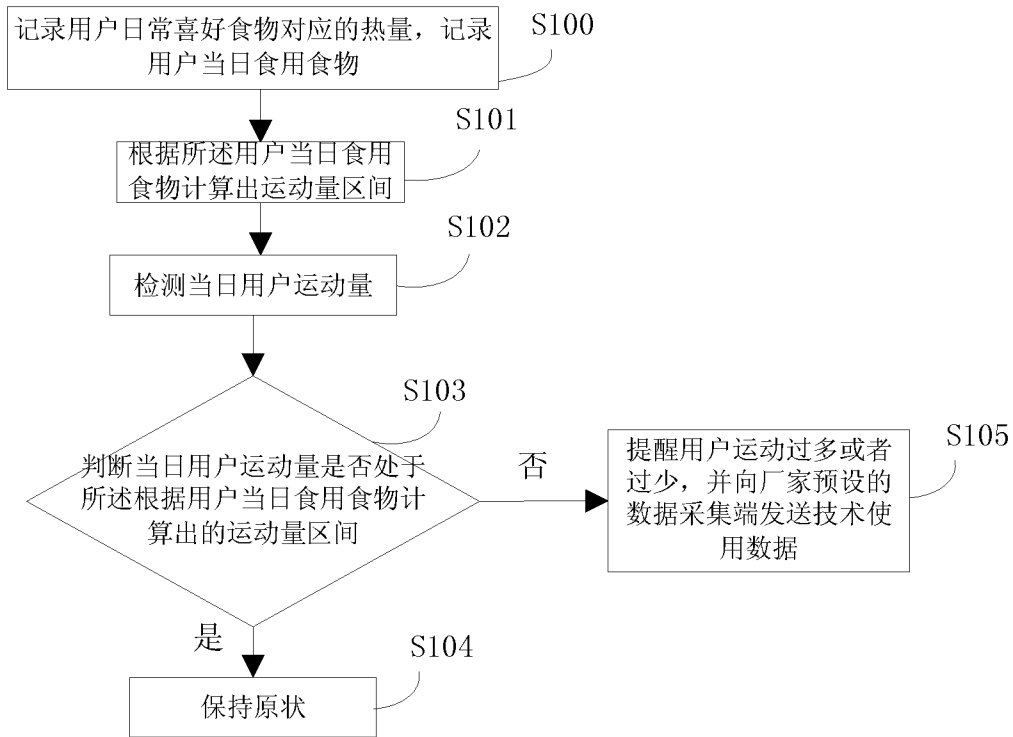 记录用户日常喜好食物对应的热量，记录
用户当日食用食物
S100
根据所述用户当日食用
食物计算出运动量区间
S101
检测当日用户运动量
S102
判断当日用户运动量是否处于
所述根据用户当日食用食物计
算出的运动量区间
S103
否
提醒用户运动过多或者
过少，并向厂家预设的
数据采集端发送技术使
用数据
S105
是
保持原状
S104